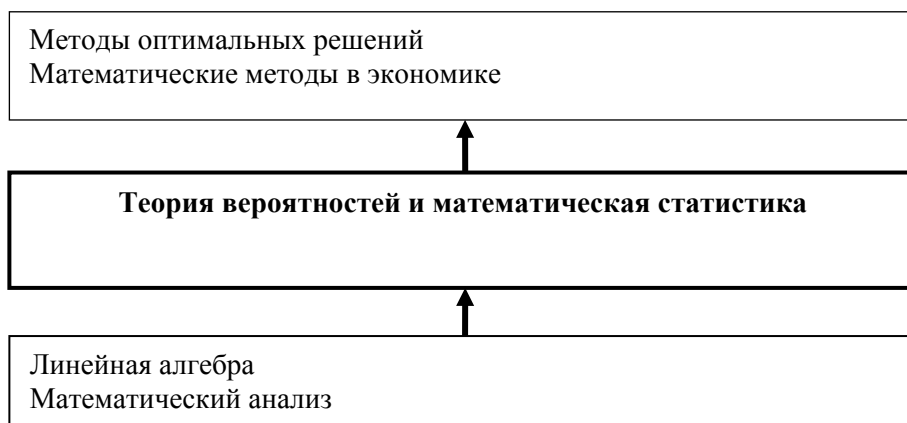 Методы оптимальных решений
Математические методы в экономике
Теория вероятностей и математическая статистика
Линейная алгебра
Математический анализ